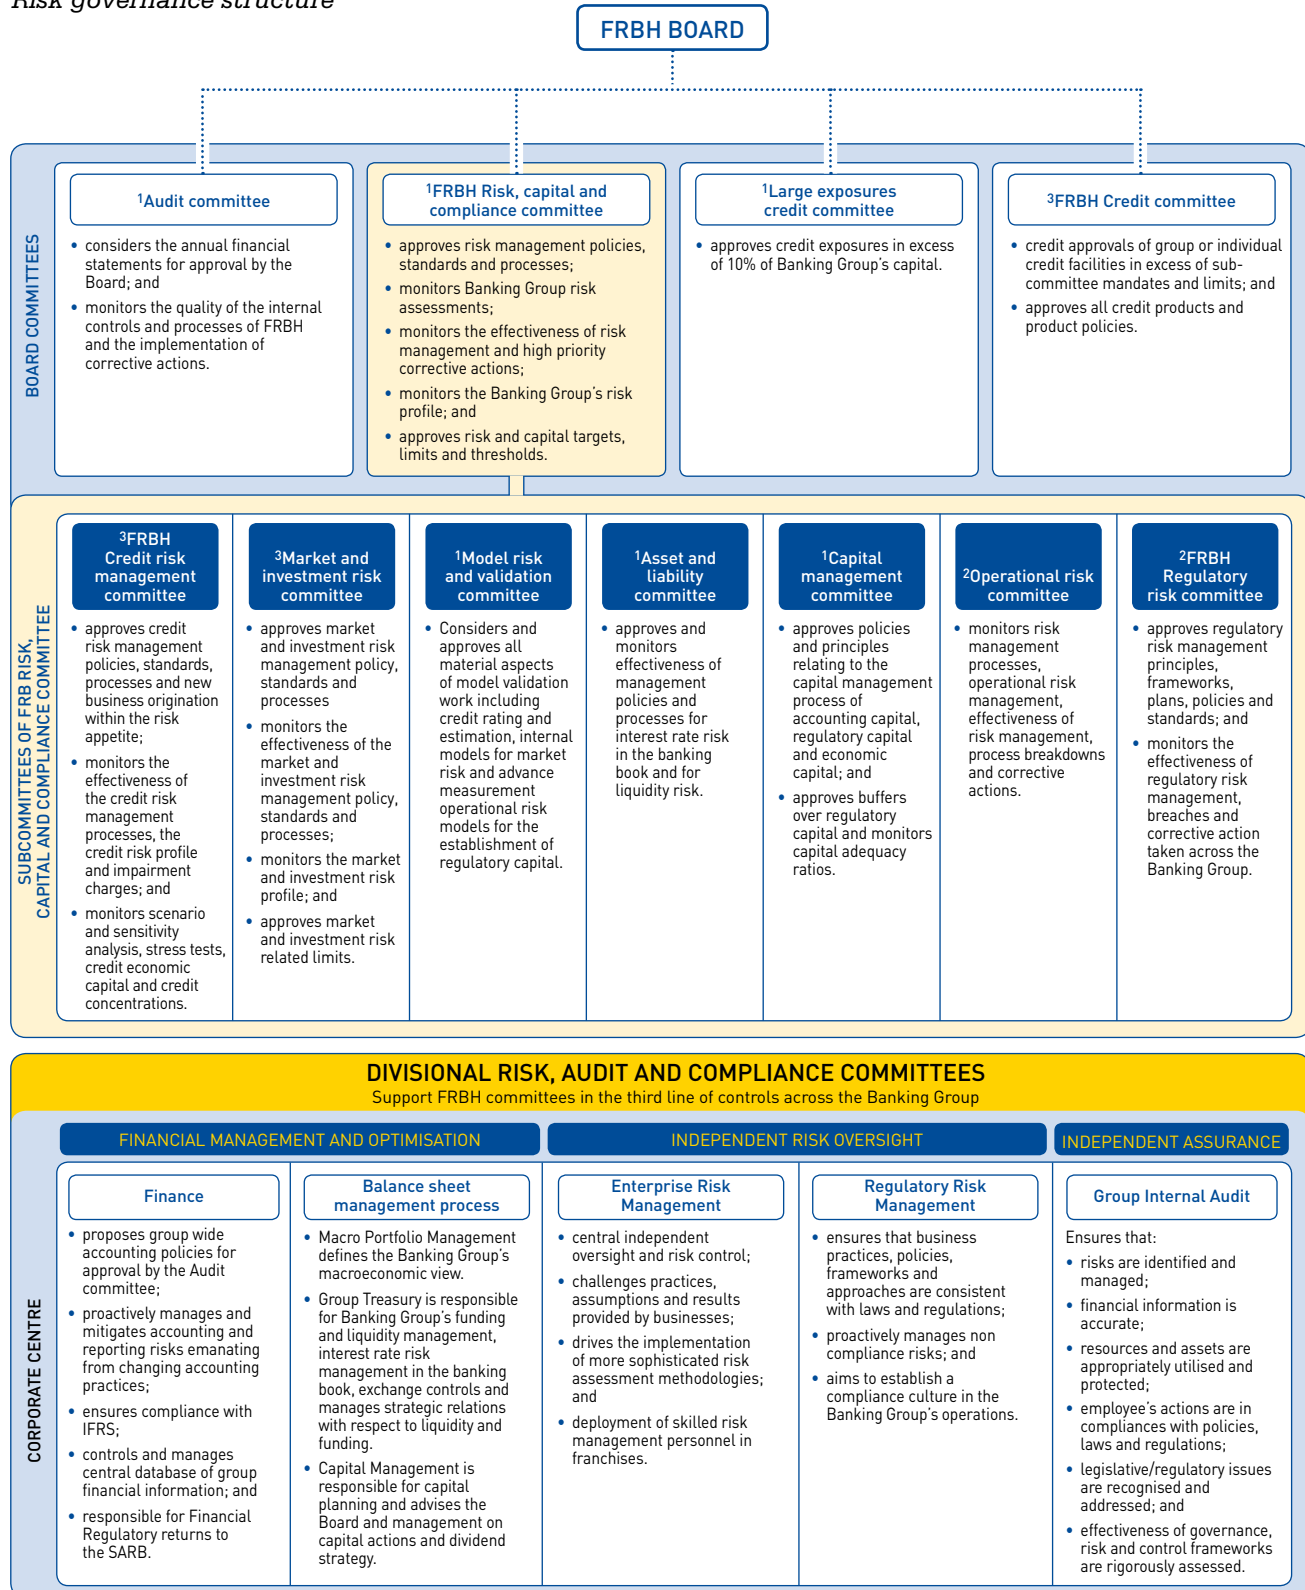 Risk governance structure
FRBH BOARD
BOARD COMMITTEES
1Audit committee
• considers the annual financial
statements for approval by the
Board; and
• monitors the quality of the internal
controls and processes of FRBH
and the implementation of
corrective actions.
1FRBH Risk, capital and
compliance committee
• approves risk management policies,
standards and processes;
• monitors Banking Group risk
assessments;
• monitors the effectiveness of risk
management and high priority
corrective actions;
• monitors the Banking Group's risk
profile; and
• approves risk and capital targets,
limits and thresholds.
1Large exposures
credit committee
• approves credit exposures in excess
of 10% of Banking Group's capital.
3FRBH Credit committee
• credit approvals of group or individual
credit facilities in excess of sub-
committee mandates and limits; and
• approves all credit products and
product policies.
SUBCOMMITTEES OF FRB RISK,
CAPITAL AND COMPLIANCE COMMITTEE
3FRBH
Credit risk
management
committee
• approves credit
risk management
policies, standards,
processes and new
business origination
within the risk
appetite;
• monitors the
effectiveness of
the credit risk
management
processes, the
credit risk profile
and impairment
charges; and
• monitors scenario
and sensitivity
analysis, stress tests,
credit economic
capital and credit
concentrations.
3Market and
investment risk
committee
• approves market
and investment risk
management policy,
standards and
processes
• monitors the
effectiveness of the
market and
investment risk
management policy,
standards and
processes;
• monitors the market
and investment risk
profile; and
• approves market
and investment risk
related limits.
1Model risk
and validation
committee
• Considers and
approves all
material aspects
of model validation
work including
credit rating and
estimation, internal
models for market
risk and advance
measurement
operational risk
models for the
establishment of
regulatory capital.
1Asset and
liability
committee
• approves and
monitors
effectiveness of
management
policies and
processes for
interest rate risk
in the banking
book and for
liquidity risk.
1Capital
management
committee
• approves policies
and principles
relating to the
capital management
process of
accounting capital,
regulatory capital
and economic
capital; and
• approves buffers
over regulatory
capital and monitors
capital adequacy
ratios.
2Operational risk
committee
• monitors risk
management
processes,
operational risk
management,
effectiveness of
risk management,
process breakdowns
and corrective
actions.
2FRBH
Regulatory
risk committee
• approves regulatory
risk management
principles,
frameworks,
plans, policies and
standards; and
• monitors the
effectiveness of
regulatory risk
management,
breaches and
corrective action
taken across the
Banking Group.
DIVISIONAL RISK, AUDIT AND COMPLIANCE COMMITTEES
Support FRBH committees in the third line of controls across the Banking Group
CORPORATE CENTRE
FINANCIAL MANAGEMENT AND OPTIMISATION
INDEPENDENT RISK OVERSIGHT
INDEPENDENT ASSURANCE
Finance
• proposes group wide
accounting policies for
approval by the Audit
committee;
• proactively manages and
mitigates accounting and
reporting risks emanating
from changing accounting
practices;
• ensures compliance with
IFRS;
• controls and manages
central database of group
financial information; and
• responsible for Financial
Regulatory returns to
the SARB.
Balance sheet
management process
• Macro Portfolio Management
defines the Banking Group's
macroeconomic view.
• Group Treasury is responsible
for Banking Group's funding
and liquidity management,
interest rate risk
management in the banking
book, exchange controls and
manages strategic relations
with respect to liquidity and
funding.
• Capital Management is
responsible for capital
planning and advises the
Board and management on
capital actions and dividend
strategy.
Enterprise Risk
Management
• central independent
oversight and risk control;
• challenges practices,
assumptions and results
provided by businesses;
• drives the implementation
of more sophisticated risk
assessment methodologies;
and
• deployment of skilled risk
management personnel in
franchises.
Regulatory Risk
Management
• ensures that business
practices, policies,
frameworks and
approaches are consistent
with laws and regulations;
• proactively manages non
compliance risks; and
• aims to establish a
compliance culture in the
Banking Group's operations.
Group Internal Audit
Ensures that:
• risks are identified and
managed;
• financial information is
accurate;
• resources and assets are
appropriately utilised and
protected;
• employee's actions are in
compliances with policies,
laws and regulations;
• legislative/regulatory issues
are recognised and
addressed; and
• effectiveness of governance,
risk and control frameworks
are rigorously assessed.